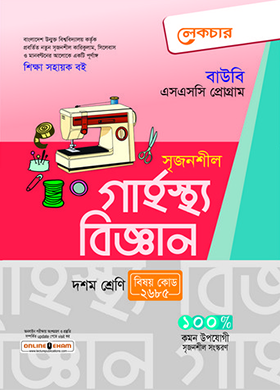 লেকচার
বাংলাদেশ উন্মুক্ত বিশ্ববিদ্যালয় কর্তৃক
প্রবর্তিত নতুন সৃজনশীল কারিকুলাম, সিলেবাস
ও মানবণ্টনের আলোকে একটি পূর্ণাঙ্গ
শিক্ষা সহায়ক বই
বাউবি
এসএসসি প্রোগ্রাম
সৃজনশীল
গার্হস্থ্য
বিজ্ঞান
গার্হস্থ্য
বিজ্ঞান
দশম শ্রেণি
বিষয় কোড
২৬৮৫
১০০%
কমন উপযোগী
সৃজনশীল সংস্করণ
ONLINE EXAM